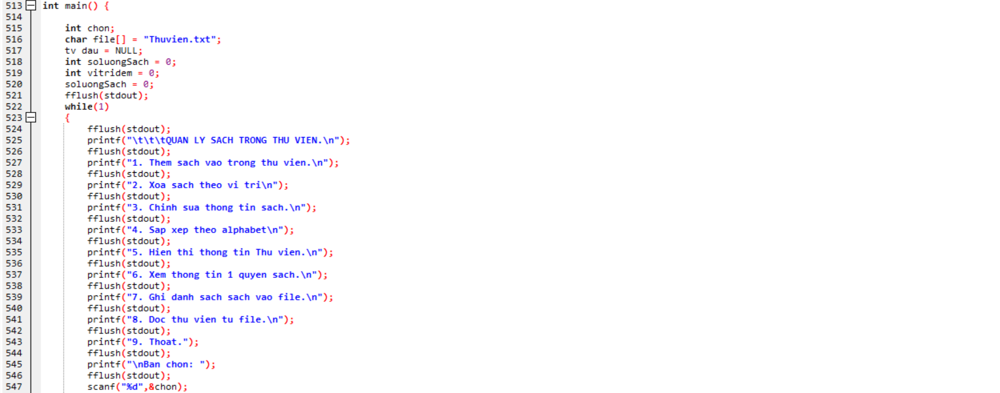 513 int main() {
514
515 int chon;
516 char file[] = "Thuvien.txt";
517 tv dau = NULL;
518 int soluongSach = 0;
519 int vitridem = 0;
520 soluongSach = 0;
521 fflush(stdout);
522 while(1)
523 {
524 fflush(stdout);
525 printf("\t\t\tQUAN LY SACH TRONG THU VIEN.\n");
526 fflush(stdout);
527 printf("1. Them sach vao trong thu vien.\n");
528 fflush(stdout);
529 printf("2. Xoa sach theo vi tri\n");
530 fflush(stdout);
531 printf("3. Chinh sua thong tin sach.\n");
532 fflush(stdout);
533 printf("4. Sap xep theo alphabet\n");
534 fflush(stdout);
535 printf("5. Hien thi thong tin Thu vien.\n");
536 fflush(stdout);
537 printf("6. Xem thong tin 1 quyen sach.\n");
538 fflush(stdout);
539 printf("7. Ghi danh sach sach vao file.\n");
540 fflush(stdout);
541 printf("8. Doc thu vien tu file.\n");
542 fflush(stdout);
543 printf("9. Thoat.");
544 fflush(stdout);
545 printf("\nBan chon: ");
546 fflush(stdout);
547 scanf("%d",&chon);